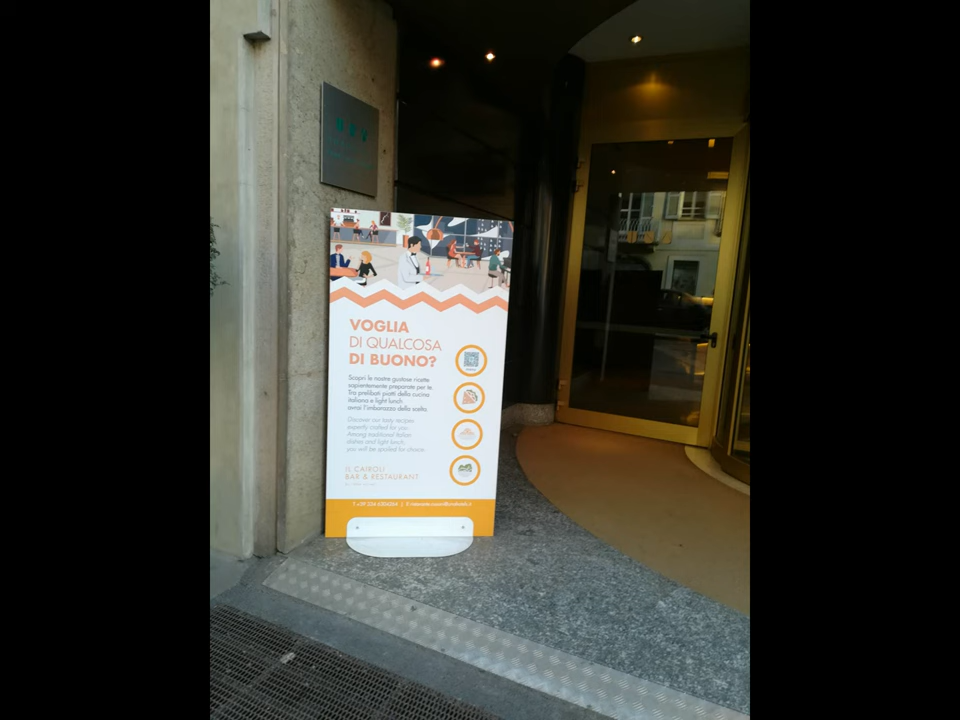 VOGLIA
DI QUALCOSA
DI BUONO?
Scopri le nostre gustose ricette
sapientemente preparate per te.
Tra prelibati piatti della cucina
italiana e light lunch
avrai l'imbarazzo della scelta.
Discover our tasty recipes
expertly crafted for you.
Among traditional Italian
dishes and light lunch
you will be spoiled for choice.
IL CAIROLI
BAR & RESTAURANT